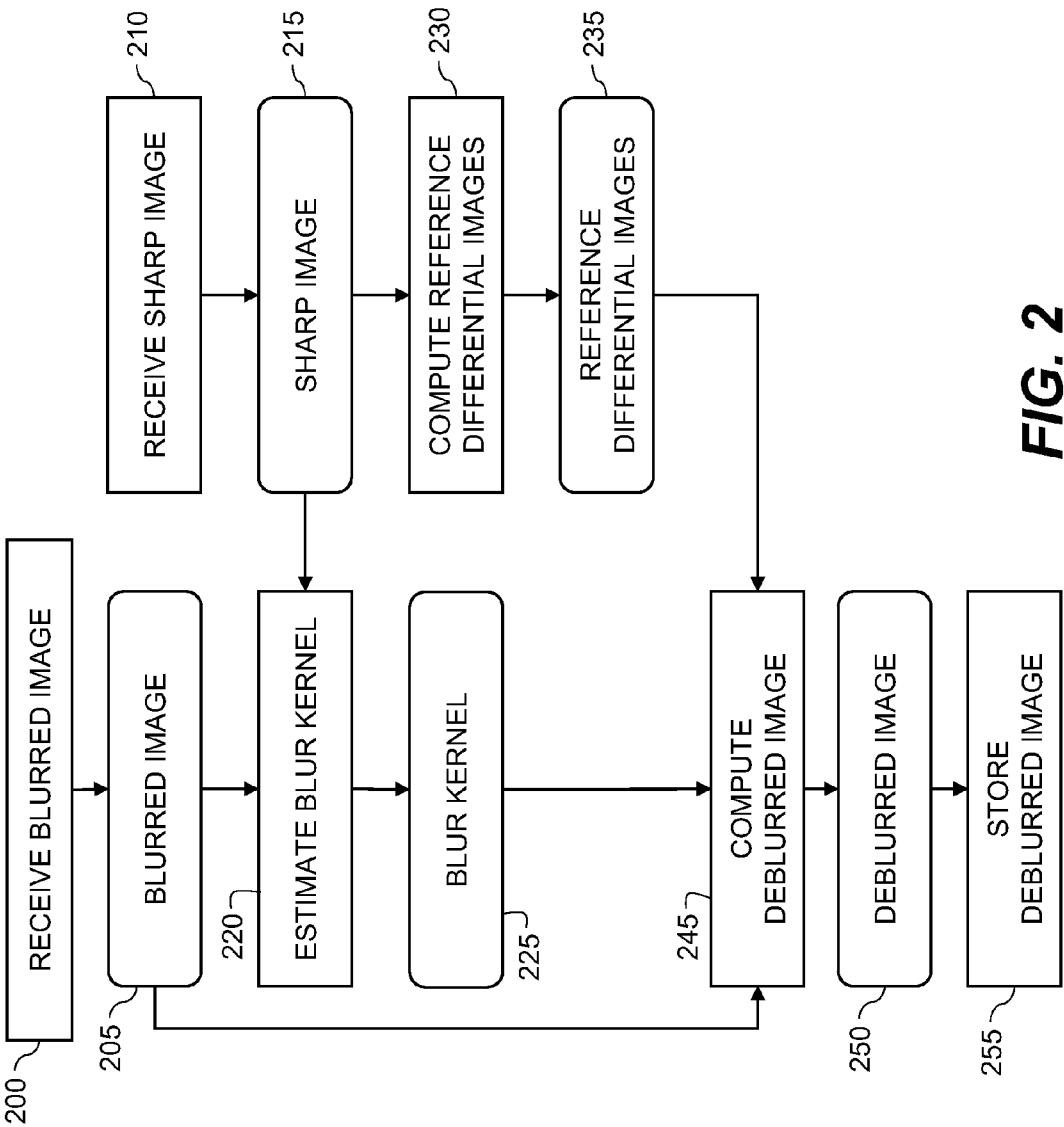 200
RECEIVE BLURRED IMAGE
205
BLURRED IMAGE
220
ESTIMATE BLUR KERNEL
BLUR KERNEL
225
245
COMPUTE
DEBLURRED IMAGE
DEBLURRED IMAGE
250
STORE
DEBLURRED IMAGE
255
RECEIVE SHARP IMAGE
210
SHARP IMAGE
215
COMPUTE REFERENCE
DIFFERENTIAL IMAGES
230
REFERENCE
DIFFERENTIAL IMAGES
235
FIG. 2